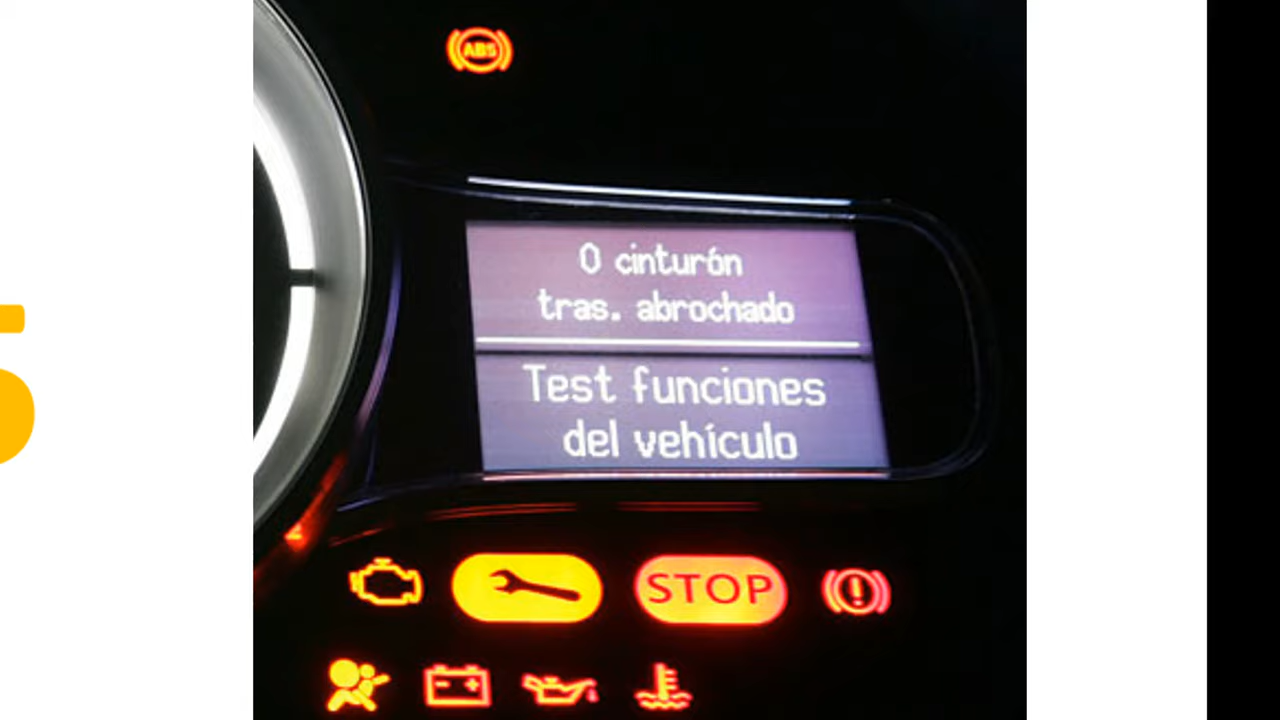 ABS
0 cinturón
tras. abrochado
Test funciones
del vehículo
STOP